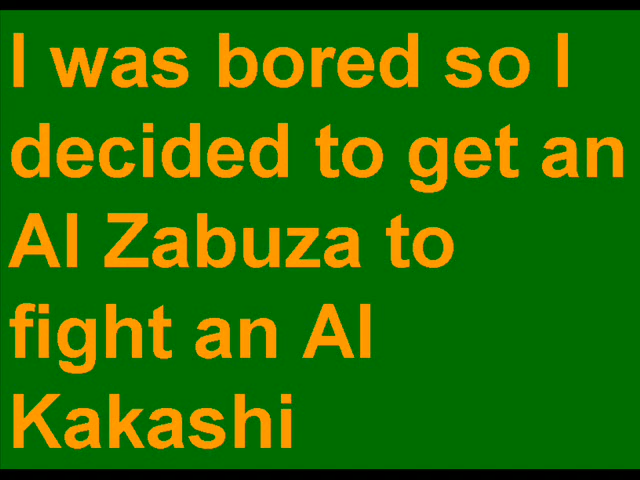 I was bored so I
decided to get an
AI Zabuza to
fight an AI
Kakashi